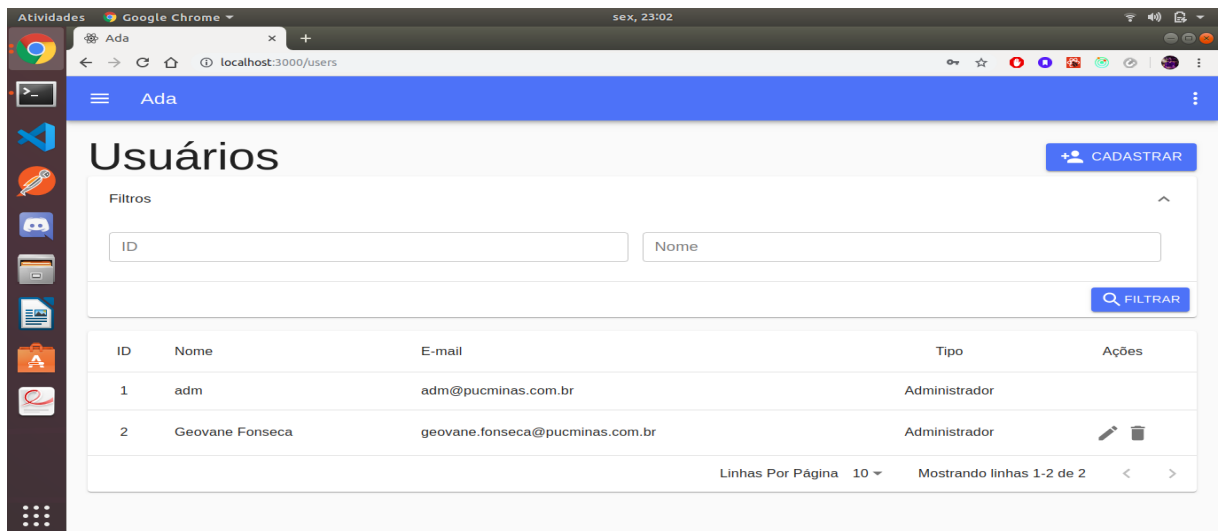 Atividades Google Chrome sex, 23:02
Ada
localhost:3000/users
Ada
Usuários CADASTRAR
Filtros
ID Nome
FILTRAR
ID Nome E-mail Tipo Ações
1 adm adm@pucminas.com.br Administrador
2 Geovane Fonseca geovane.fonseca@pucminas.com.br Administrador
Linhas Por Página 10 Mostrando linhas 1-2 de 2